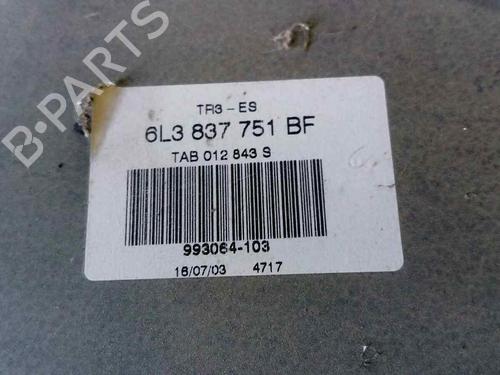 B-PARTS
TR3-ES
6L3 837 751 BF
TAB 012 843 S
993064-103
16/07/03 4717